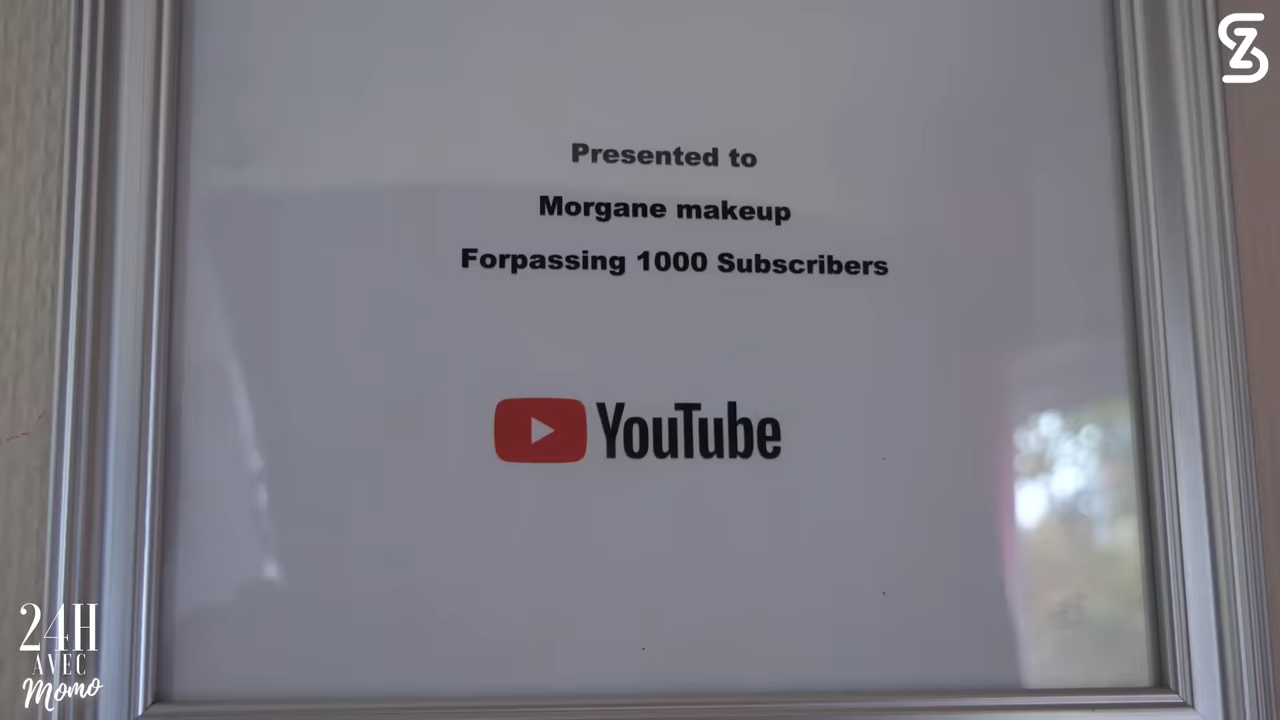 Presented to
Morgane makeup
Forpassing 1000 Subscribers
YouTube
24H
AVEC
Momo